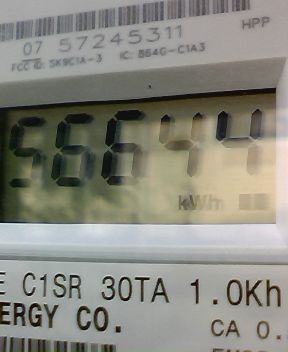 07 57245311
HPP
FCC ID: SK9C1A-3 IC: 864G-C1A3
56644
kWh
E C1SR 30TA 1.0Kh
ERGY CO.
CA 0.